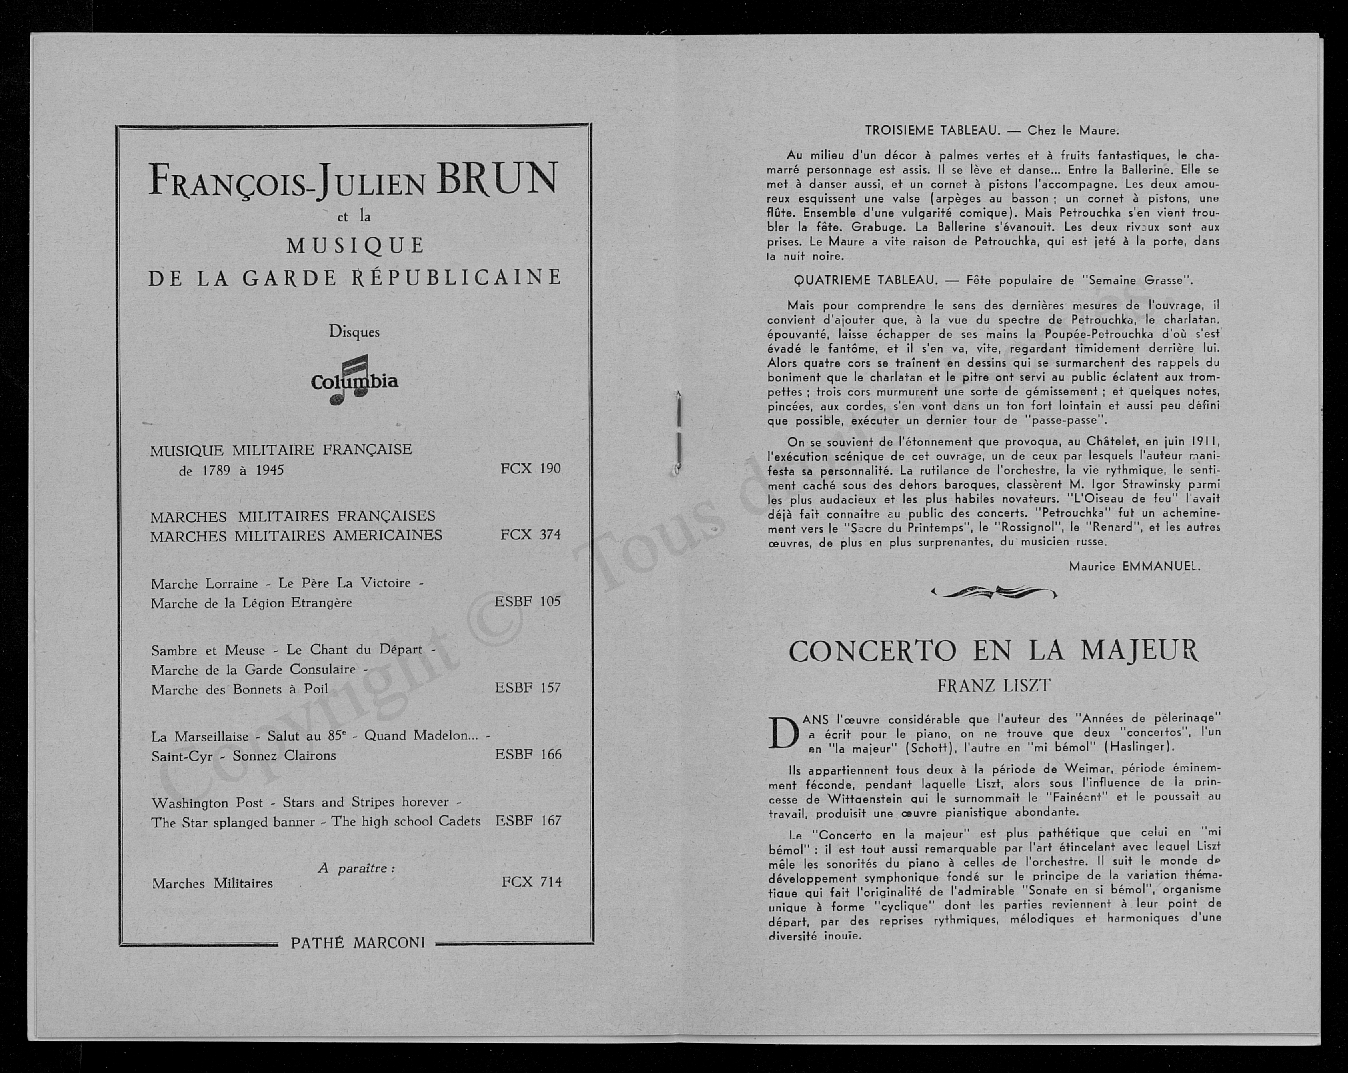 FRANÇOIS-JULIEN BRUN
et la
MUSIQUE
DE LA GARDE RÉPUBLICAINE
Disques
Columbia
MUSIQUE MILITAIRE FRANÇAISE
de 1789 à 1945 FCX 190
MARCHES MILITAIRES FRANÇAISES
MARCHES MILITAIRES AMERICAINES FCX 374
Marche Lorraine - Le Père La Victoire -
Marche de la Légion Etrangère ESBF 105
Sambre et Meuse - Le Chant du Départ -
Marche de la Garde Consulaire -
Marche des Bonnets à Poil ESBF 157
La Marseillaise - Salut au 85e - Quand Madelon... -
Saint-Cyr - Sonnez Clairons ESBF 166
Washington Post - Stars and Stripes horever -
The Star splanged banner - The high school Cadets ESBF 167
A paraître :
Marches Militaires FCX 714
PATHÉ MARCONI
TROISIEME TABLEAU. — Chez le Maure.
Au milieu d'un décor à palmes vertes et à fruits fantastiques, le cha-
marré personnage est assis. Il se lève et danse... Entre la Ballerine. Elle se
met à danser aussi, et un cornet à pistons l'accompagne. Les deux amou-
reux esquissent une valse (arpèges au basson ; un cornet à pistons, une
flûte. Ensemble d'une vulgarité comique). Mais Petrouchka s'en vient trou-
bler la fête. Grabuge. La Ballerine s'évanouit. Les deux rivaux sont aux
prises. Le Maure a vite raison de Petrouchka, qui est jeté à la porte, dans
la nuit noire.
QUATRIEME TABLEAU. — Fête populaire de "Semaine Grasse".
Mais pour comprendre le sens des dernières mesures de l'ouvrage, il
convient d'ajouter que, à la vue du spectre de Petrouchka, le charlatan,
épouvanté, laisse échapper de ses mains la Poupée-Petrouchka d'où s'est
évadé le fantôme, et il s'en va, vite, regardant timidement derrière lui.
Alors quatre cors se traînent en dessins qui se surmarchent des rappels du
boniment que le charlatan et le pitre ont servi au public éclatent aux trom-
pettes ; trois cors murmurent une sorte de gémissement ; et quelques notes,
pincées, aux cordes, s'en vont dans un ton fort lointain et aussi peu défini
que possible, exécuter un dernier tour de "passe-passe".
On se souvient de l'étonnement que provoqua, au Châtelet, en juin 1911,
l'exécution scénique de cet ouvrage, un de ceux par lesquels l'auteur mani-
festa sa personnalité. La rutilance de l'orchestre, la vie rythmique, le senti-
ment caché sous des dehors baroques, classèrent M. Igor Strawinsky parmi
les plus audacieux et les plus habiles novateurs. "L'Oiseau de feu" l'avait
déjà fait connaître au public des concerts. "Petrouchka" fut un achemine-
ment vers le "Sacre du Printemps", le "Rossignol", le "Renard", et les autres
œuvres, de plus en plus surprenantes, du musicien russe.
Maurice EMMANUEL.
CONCERTO EN LA MAJEUR
FRANZ LISZT
DANS l'œuvre considérable que l'auteur des "Années de pèlerinage"
a écrit pour le piano, on ne trouve que deux "concertos", l'un
en "la majeur" (Schott), l'autre en "mi bémol" (Haslinger).
Ils appartiennent tous deux à la période de Weimar, période éminem-
ment féconde, pendant laquelle Liszt, alors sous l'influence de la prin-
cesse de Wittgenstein qui le surnommait le "Fainéant" et le poussait au
travail, produisit une œuvre pianistique abondante.
Le "Concerto en la majeur" est plus pathétique que celui en "mi
bémol" ; il est tout aussi remarquable par l'art étincelant avec lequel Liszt
mêle les sonorités du piano à celles de l'orchestre. Il suit le monde de
développement symphonique fondé sur le principe de la variation théma-
tique qui fait l'originalité de l'admirable "Sonate en si bémol", organisme
unique à forme "cyclique" dont les parties reviennent à leur point de
départ, par des reprises rythmiques, mélodiques et harmoniques d'une
diversité inouïe.
Copyright © - Tous d